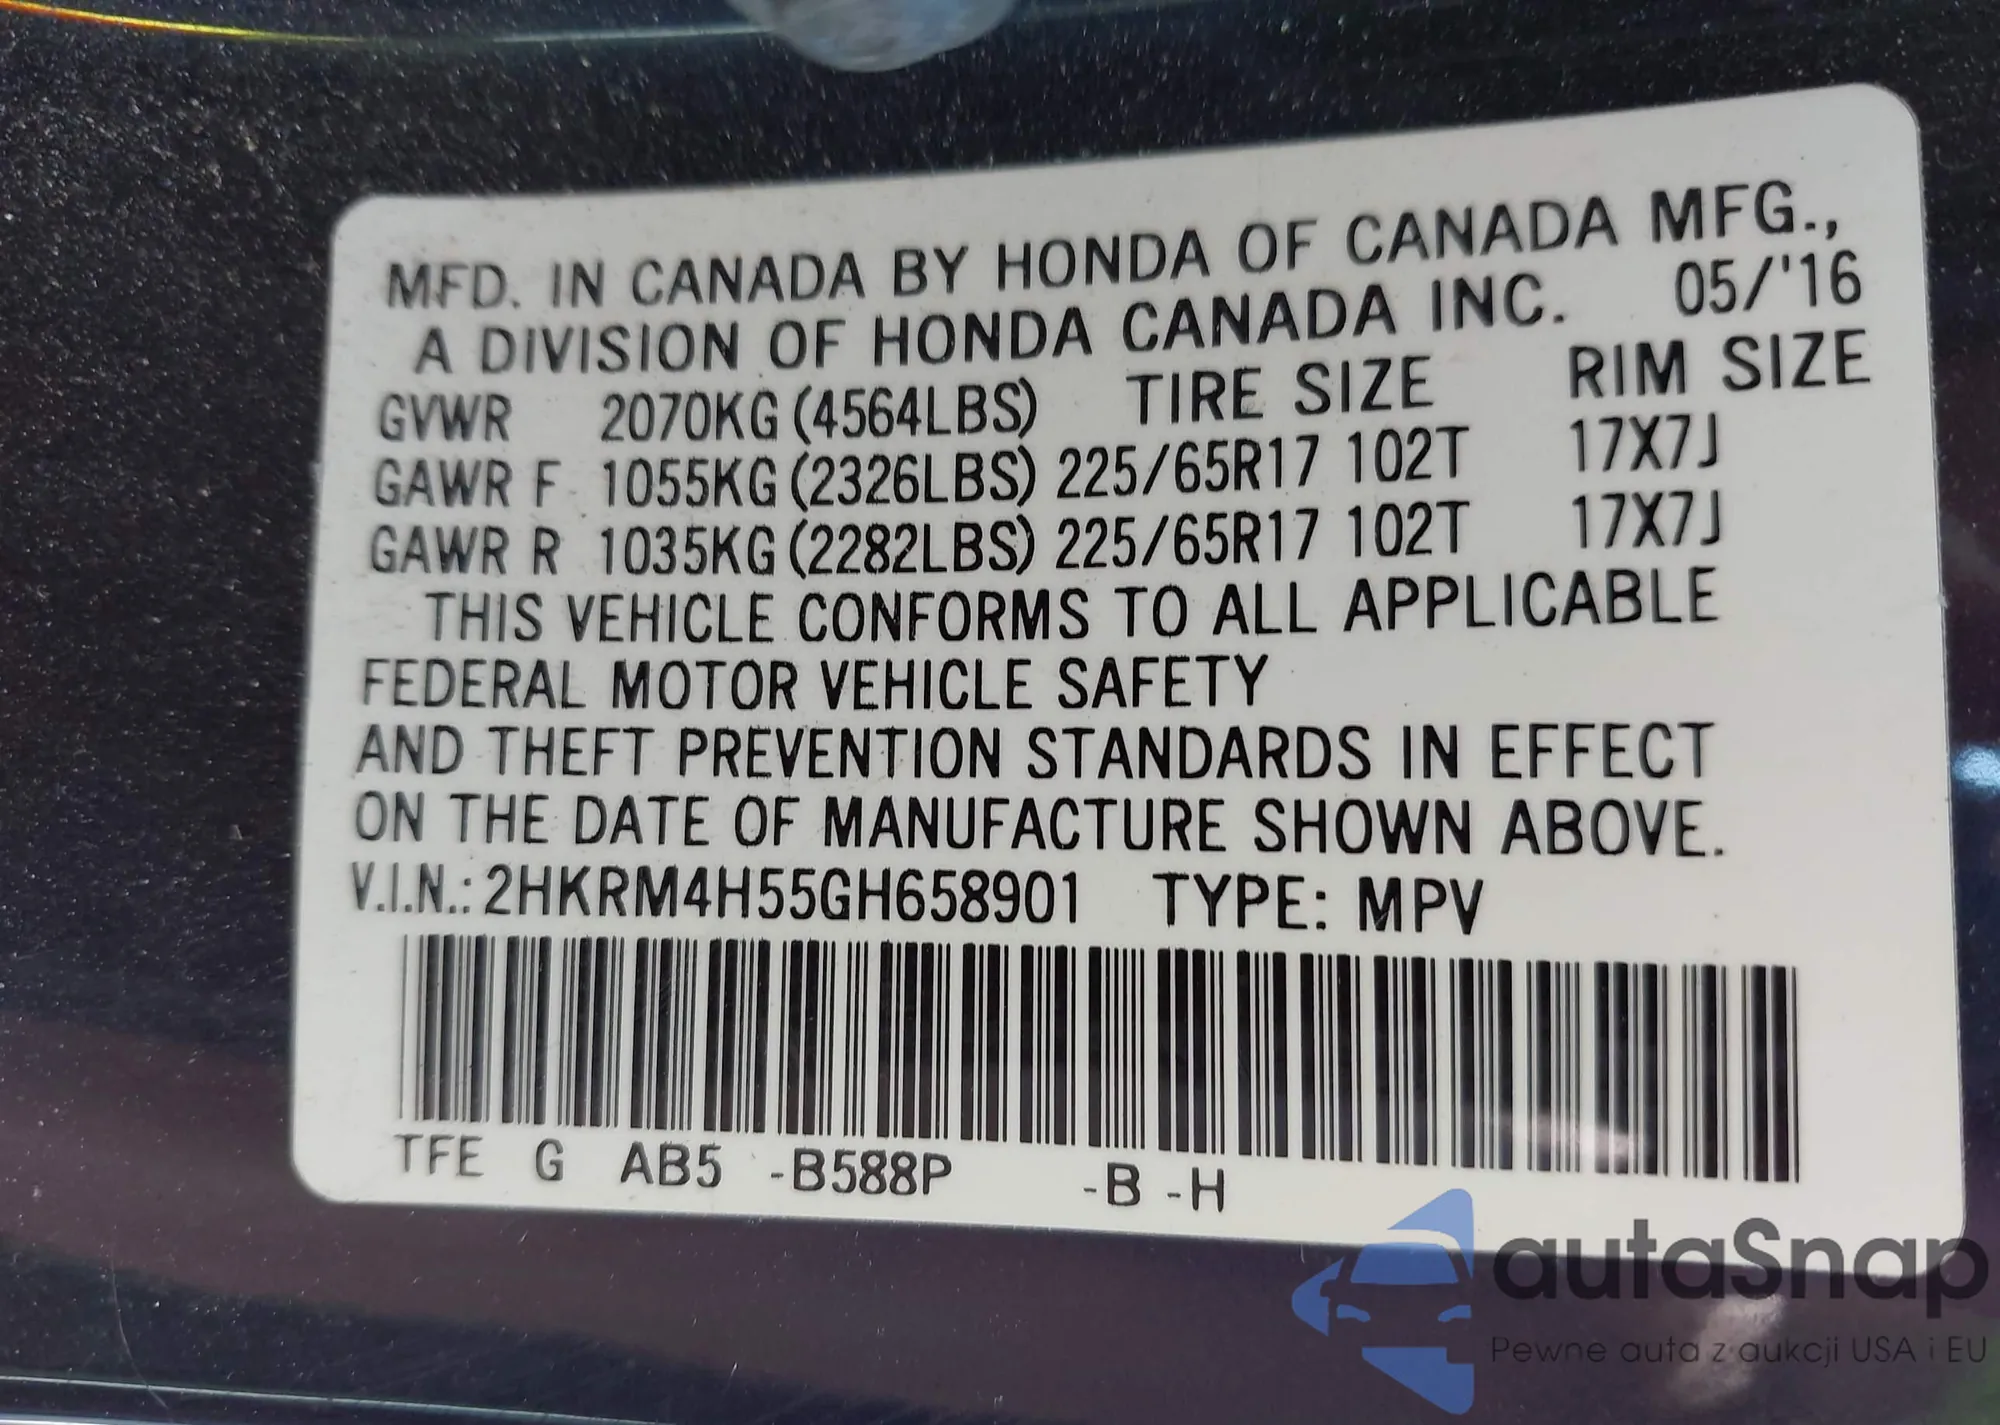 MFD. IN CANADA BY HONDA OF CANADA MFG.,
A DIVISION OF HONDA CANADA INC. 05/'16
GVWR 2070KG (4564LBS) TIRE SIZE RIM SIZE
GAWR F 1055KG (2326LBS) 225/65R17 102T 17X7J
GAWR R 1035KG (2282LBS) 225/65R17 102T 17X7J
THIS VEHICLE CONFORMS TO ALL APPLICABLE
FEDERAL MOTOR VEHICLE SAFETY
AND THEFT PREVENTION STANDARDS IN EFFECT
ON THE DATE OF MANUFACTURE SHOWN ABOVE.
V.I.N.: 2HKRM4H55GH658901 TYPE: MPV
TFE G AB5 -B588P -B -H
autaSnap
Pewne auta z aukcji USA i EU